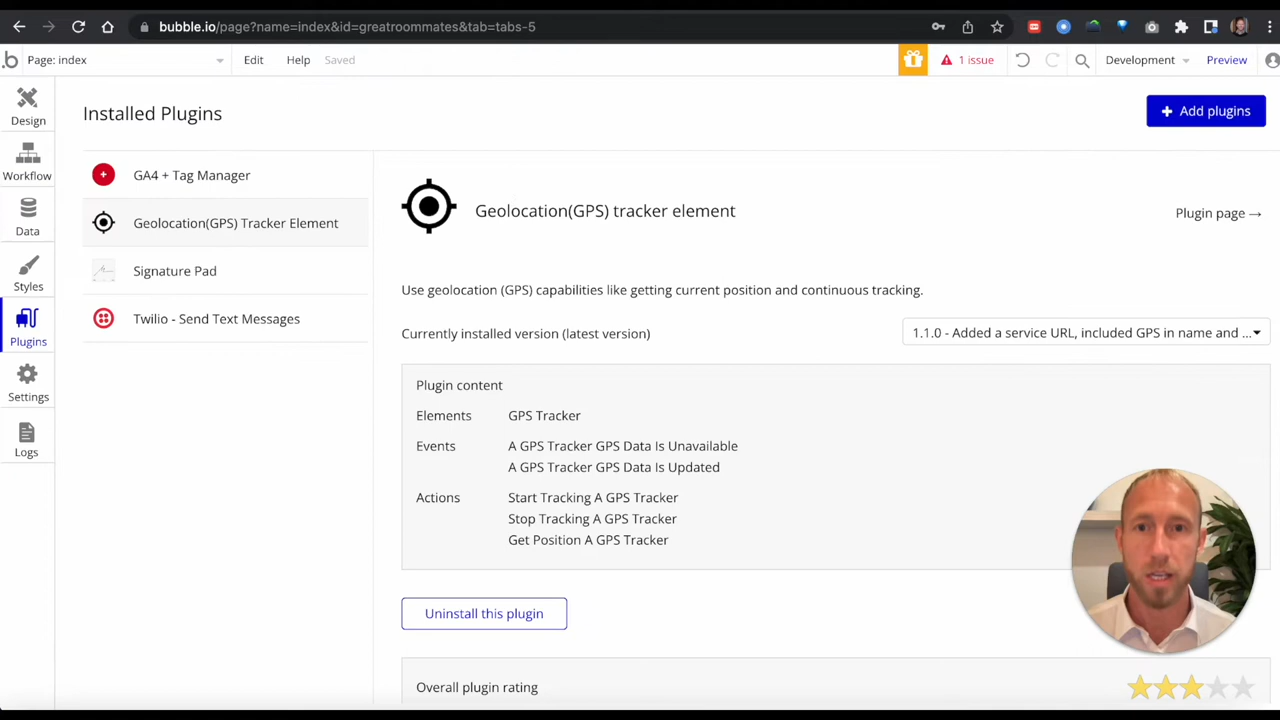 bubble.io/page?name=index&id=greatroommates&tab=tabs-5
.b Page: index Edit Help Saved 1 issue Development Preview
Design
Workflow
Data
Styles
Plugins
Settings
Logs
Installed Plugins
+ Add plugins
GA4 + Tag Manager
Geolocation(GPS) Tracker Element
Signature Pad
Twilio - Send Text Messages
Geolocation(GPS) tracker element
Plugin page →
Use geolocation (GPS) capabilities like getting current position and continuous tracking.
Currently installed version (latest version)
1.1.0 - Added a service URL, included GPS in name and ...
Plugin content
Elements GPS Tracker
Events A GPS Tracker GPS Data Is Unavailable
A GPS Tracker GPS Data Is Updated
Actions Start Tracking A GPS Tracker
Stop Tracking A GPS Tracker
Get Position A GPS Tracker
Uninstall this plugin
Overall plugin rating